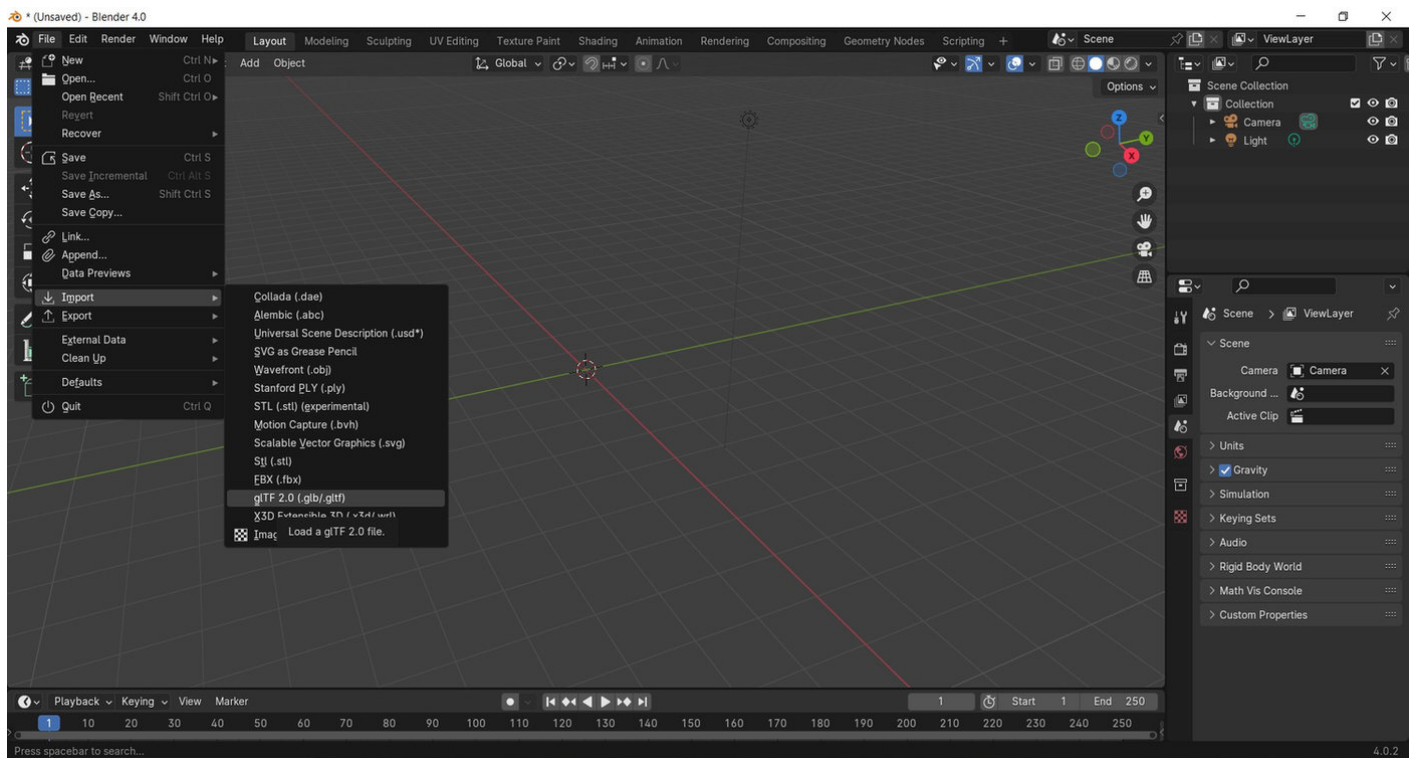 * (Unsaved) - Blender 4.0
File Edit Render Window Help Layout Modeling Sculpting UV Editing Texture Paint Shading Animation Rendering Compositing Geometry Nodes Scripting + Scene ViewLayer
Add Object Global
Options
New Ctrl N
Open... Ctrl O
Open Recent Shift Ctrl O
Revert
Recover
Save Ctrl S
Save Incremental Ctrl Alt S
Save As... Shift Ctrl S
Save Copy...
Link...
Append...
Data Previews
Import
Export
External Data
Clean Up
Defaults
Quit Ctrl Q
Collada (.dae)
Alembic (.abc)
Universal Scene Description (.usd*)
SVG as Grease Pencil
Wavefront (.obj)
Stanford PLY (.ply)
STL (.stl) (experimental)
Motion Capture (.bvh)
Scalable Vector Graphics (.svg)
Stl (.stl)
FBX (.fbx)
glTF 2.0 (.glb/.gltf)
X3D Extensible 3D (.x3d/.wrl)
Imag
Load a glTF 2.0 file.
Z
Y
X
Scene Collection
Collection
Camera
Light
Scene > ViewLayer
Scene
Camera Camera
Background ...
Active Clip
Units
Gravity
Simulation
Keying Sets
Audio
Rigid Body World
Math Vis Console
Custom Properties
Playback Keying View Marker 1 Start 1 End 250
1 10 20 30 40 50 60 70 80 90 100 110 120 130 140 150 160 170 180 190 200 210 220 230 240 250
Press spacebar to search... 4.0.2